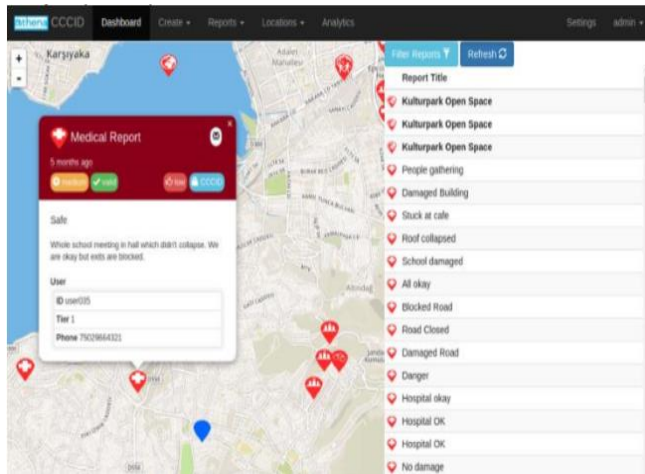 athena CCCID Dashboard Create Reports Locations Analytics Settings admin
+
-
Karşıyaka
Filter Reports Refresh
Report Title
Kulturpark Open Space
Kulturpark Open Space
Kulturpark Open Space
People gathering
Damaged Building
Stuck at cafe
Roof collapsed
School damaged
All okay
Blocked Road
Road Closed
Damaged Road
Danger
Hospital okay
Hospital OK
Hospital OK
No damage
×
Medical Report
5 months ago
medium valid low CCCID
Safe
Whole school meeting in hall which didn't collapse. We
are okay but exits are blocked.
User
ID user035
Tier 1
Phone 75029664321
Altındağ